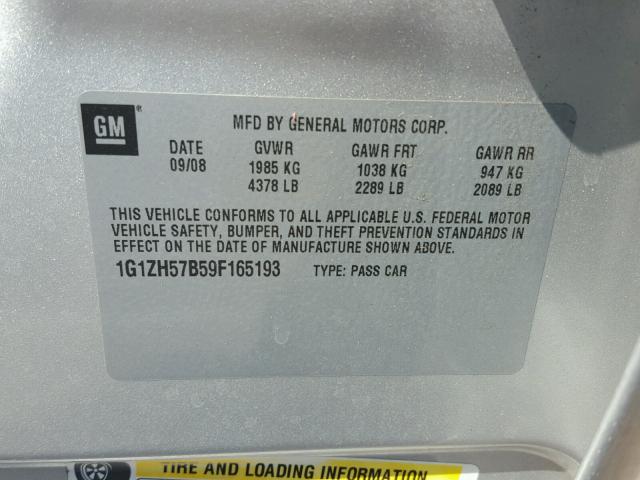 GM ®
MFD BY GENERAL MOTORS CORP.
DATE GVWR GAWR FRT GAWR RR
09/08 1985 KG 1038 KG 947 KG
4378 LB 2289 LB 2089 LB
THIS VEHICLE CONFORMS TO ALL APPLICABLE U.S. FEDERAL MOTOR
VEHICLE SAFETY, BUMPER, AND THEFT PREVENTION STANDARDS IN
EFFECT ON THE DATE OF MANUFACTURE SHOWN ABOVE.
1G1ZH57B59F165193 TYPE: PASS CAR
TIRE AND LOADING INFORMATION